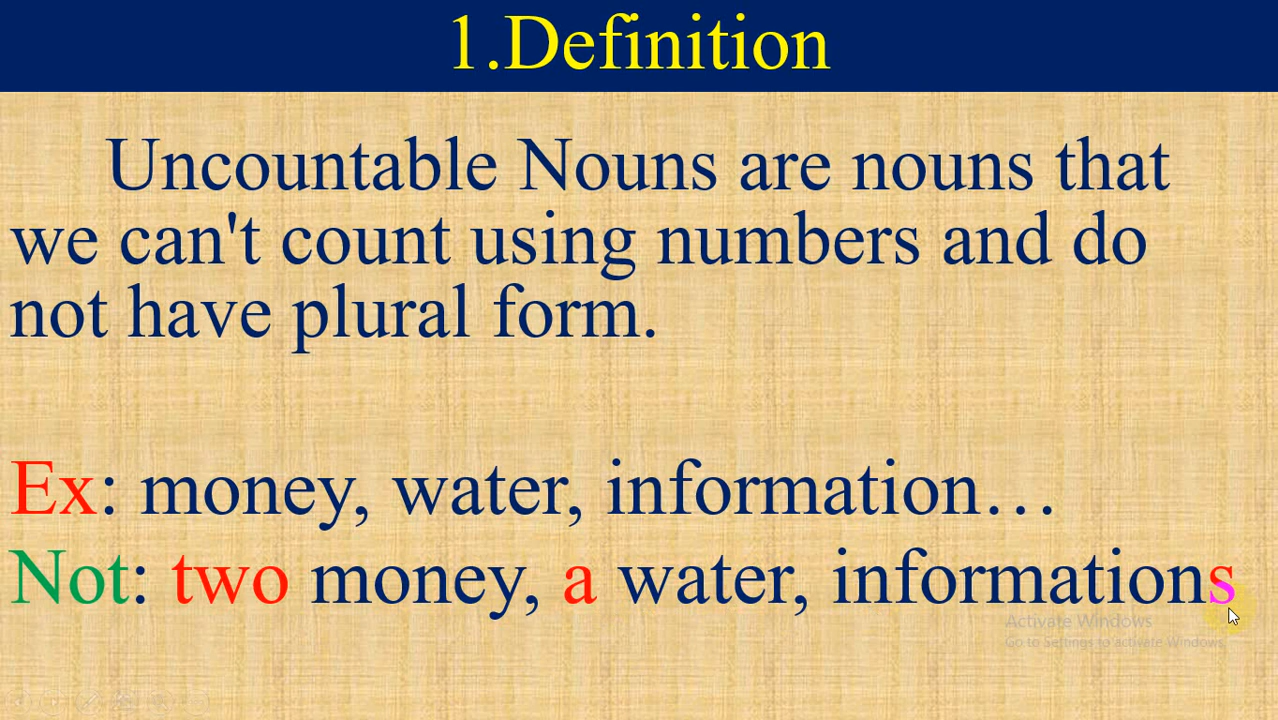 1.Definition
Uncountable Nouns are nouns that
we can't count using numbers and do
not have plural form.
Ex: money, water, information…
Not: two money, a water, informations
Activate Windows
Go to Settings to activate Windows.